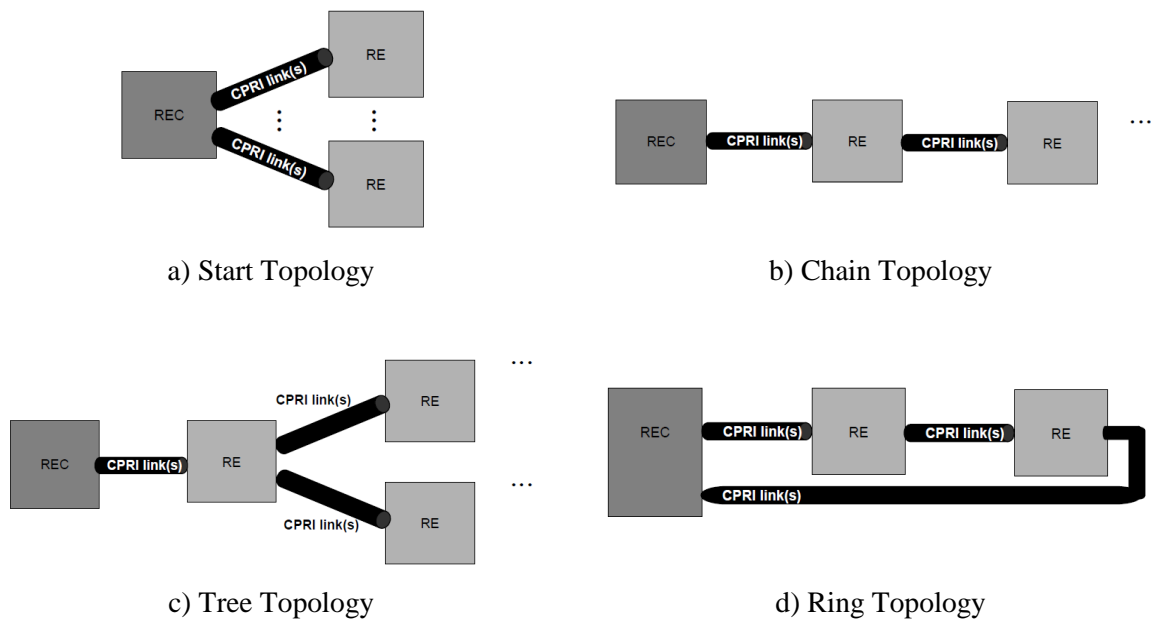 REC
CPRI link(s)
CPRI link(s)
RE
⋮
⋮
RE
a) Start Topology
REC
CPRI link(s)
RE
CPRI link(s)
RE
...
b) Chain Topology
REC
CPRI link(s)
RE
CPRI link(s)
CPRI link(s)
RE
...
RE
...
c) Tree Topology
REC
CPRI link(s)
RE
CPRI link(s)
RE
CPRI link(s)
d) Ring Topology